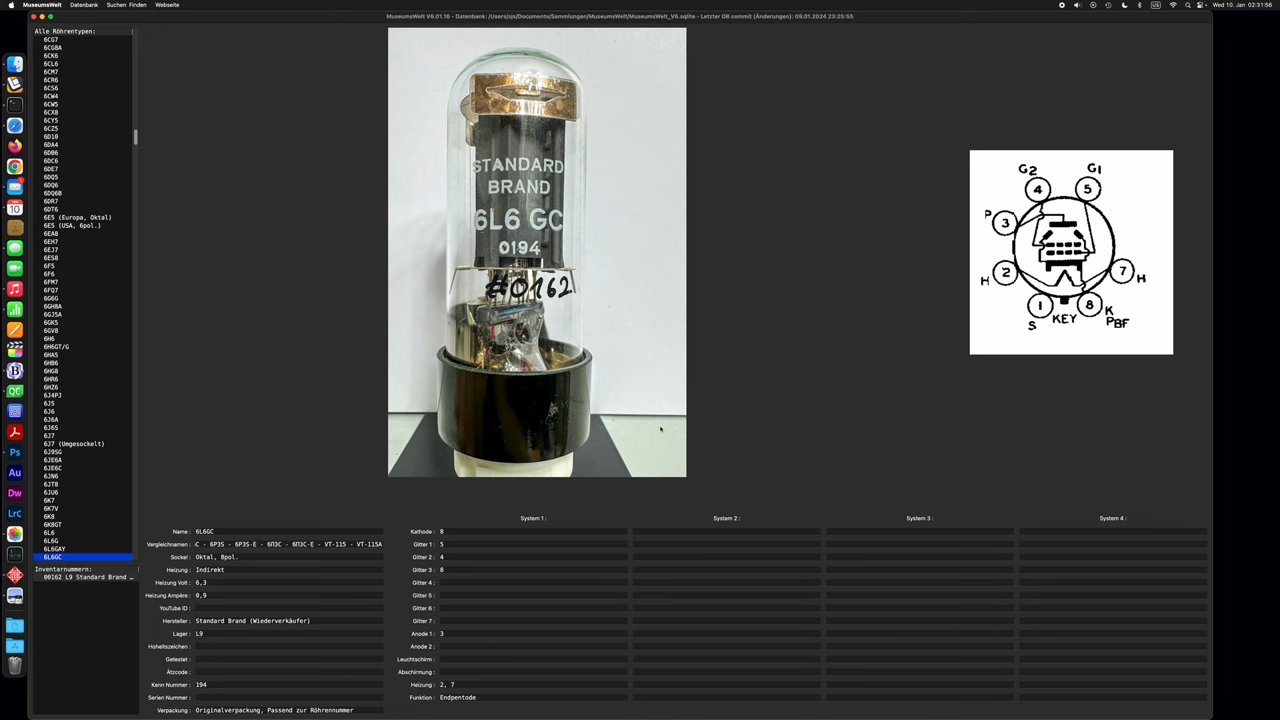 MuseumsWelt Datenbank Suchen Finden Webseite
US
Wed 10. Jan. 02:31:56
MuseumsWelt V6.01.16 - Datenbank: /Users/sjs/Documents/Sammlungen/MuseumsWelt/MuseumsWelt_V6.sqlite - Letzter DB commit (Änderungen): 09.01.2024 23:25:55
Alle Röhrentypen:
6CG7
6CG8A
6CK6
6CL6
6CM7
6CR6
6CS6
6CW4
6CW5
6CX8
6CY5
6CZ5
6D10
6DA4
6DB6
6DC6
6DE7
6DQ5
6DQ6
6DQ6B
6DR7
6DT6
6E5 (Europa, Oktal)
6E5 (USA, 6pol.)
6EA8
6EH7
6EJ7
6ES8
6F5
6F6
6FM7
6FQ7
6G6G
6GH8A
6GJ5A
6GK5
6GV8
6H6
6H6GT/G
6HA5
6HB6
6HG8
6HR6
6HZ6
6J4PJ
6J5
6J6
6J6A
6J6S
6J7
6J7 (Umgesockelt)
6J9SG
6JE6A
6JE6C
6JN6
6JT8
6JU6
6K7
6K7V
6K8
6K8GT
6L6
6L6G
6L6GAY
6L6GC
Inventarnummern:
00162 L9 Standard Brand …
STANDARD
BRAND
6L6 GC
0194
#0162
G2
G1
4
5
P
3
H
2
7
H
1
S
KEY
8
K
PBF
System 1 :
System 2 :
System 3 :
System 4 :
Name : 6L6GC
Vergleichnamen : C - 6P3S - 6P3S-E - 6П3C - 6П3C-E - VT-115 - VT-115A
Sockel : Oktal, 8pol.
Heizung : Indirekt
Heizung Volt : 6,3
Heizung Ampère : 0,9
YouTube ID :
Hersteller : Standard Brand (Wiederverkäufer)
Lager : L9
Hoheitszeichen :
Getestet :
Ätzcode :
Kenn Nummer : 194
Serien Nummer :
Verpackung : Originalverpackung, Passend zur Röhrennummer
Kathode : 8
Gitter 1 : 5
Gitter 2 : 4
Gitter 3 : 8
Gitter 4 :
Gitter 5 :
Gitter 6 :
Gitter 7 :
Anode 1 : 3
Anode 2 :
Leuchtschirm :
Abschirmung :
Heizung : 2, 7
Funktion : Endpentode